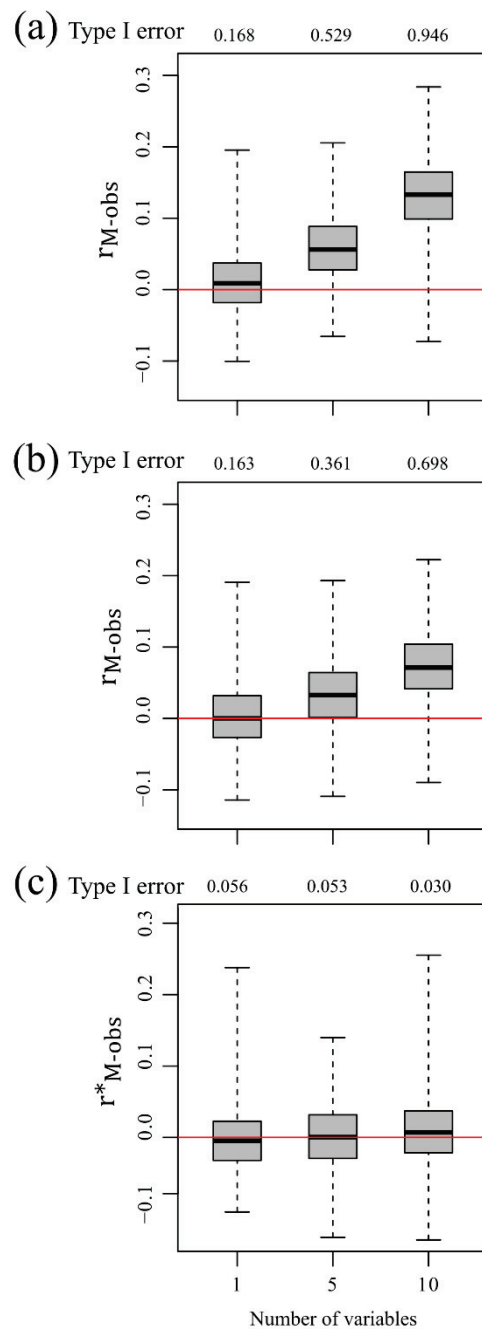 (a) Type I error 0.168 0.529 0.946
0.3
0.2
0.1
0.0
−0.1
rM-obs
(b) Type I error 0.163 0.361 0.698
0.3
0.2
0.1
0.0
−0.1
rM-obs
(c) Type I error 0.056 0.053 0.030
0.3
0.2
0.1
0.0
−0.1
r*M-obs
1 5 10
Number of variables